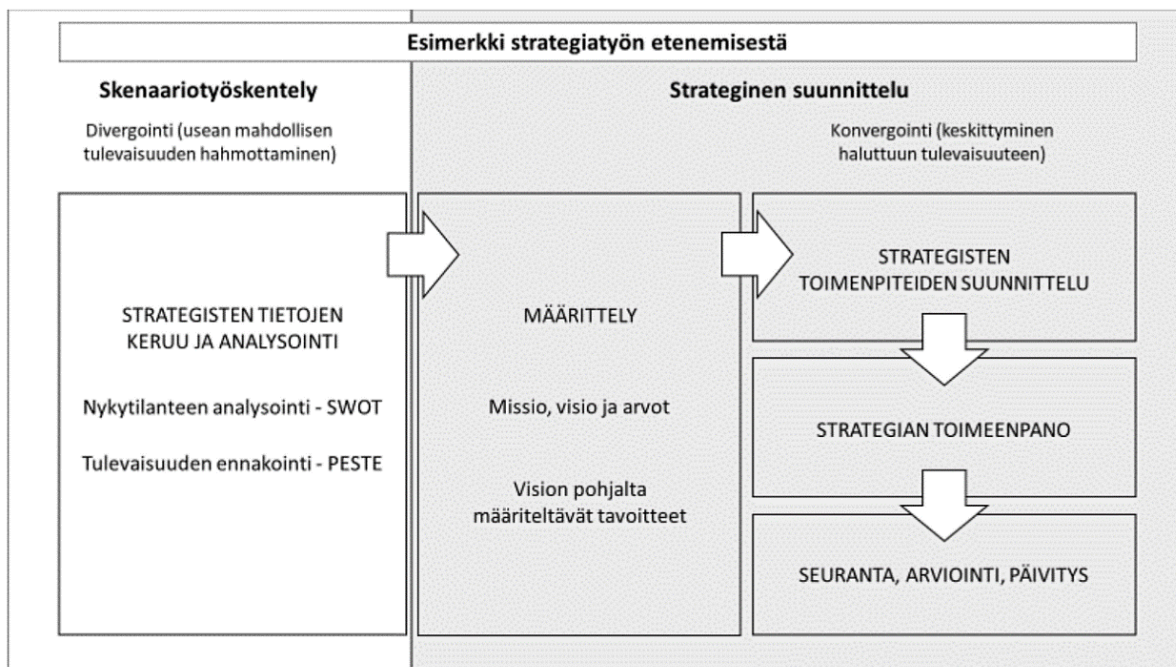 Esimerkki strategiatyön etenemisestä
Skenaariotyöskentely
Divergointi (usean mahdollisen
tulevaisuuden hahmottaminen)
Strateginen suunnittelu
Konvergointi (keskittyminen
haluttuun tulevaisuuteen)
STRATEGISTEN TIETOJEN
KERUU JA ANALYSOINTI
Nykytilanteen analysointi - SWOT
Tulevaisuuden ennakointi - PESTE
MÄÄRITTELY
Missio, visio ja arvot
Vision pohjalta
määriteltävät tavoitteet
STRATEGISTEN
TOIMENPITEIDEN SUUNNITTELU
STRATEGIAN TOIMEENPANO
SEURANTA, ARVIOINTI, PÄIVITYS